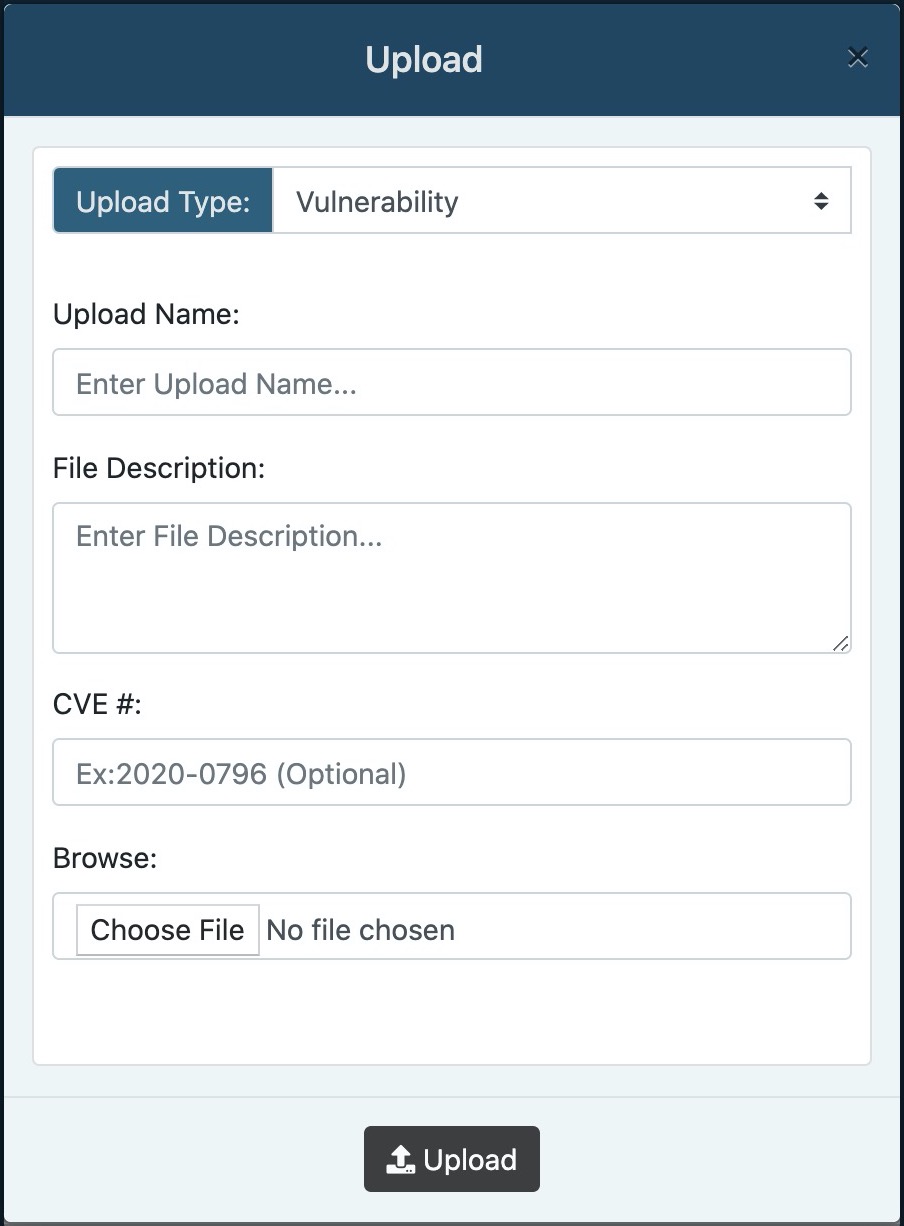 Upload
Upload Type: Vulnerability
Upload Name:
Enter Upload Name...
File Description:
Enter File Description...
CVE #:
Ex:2020-0796 (Optional)
Browse:
Choose File No file chosen
Upload